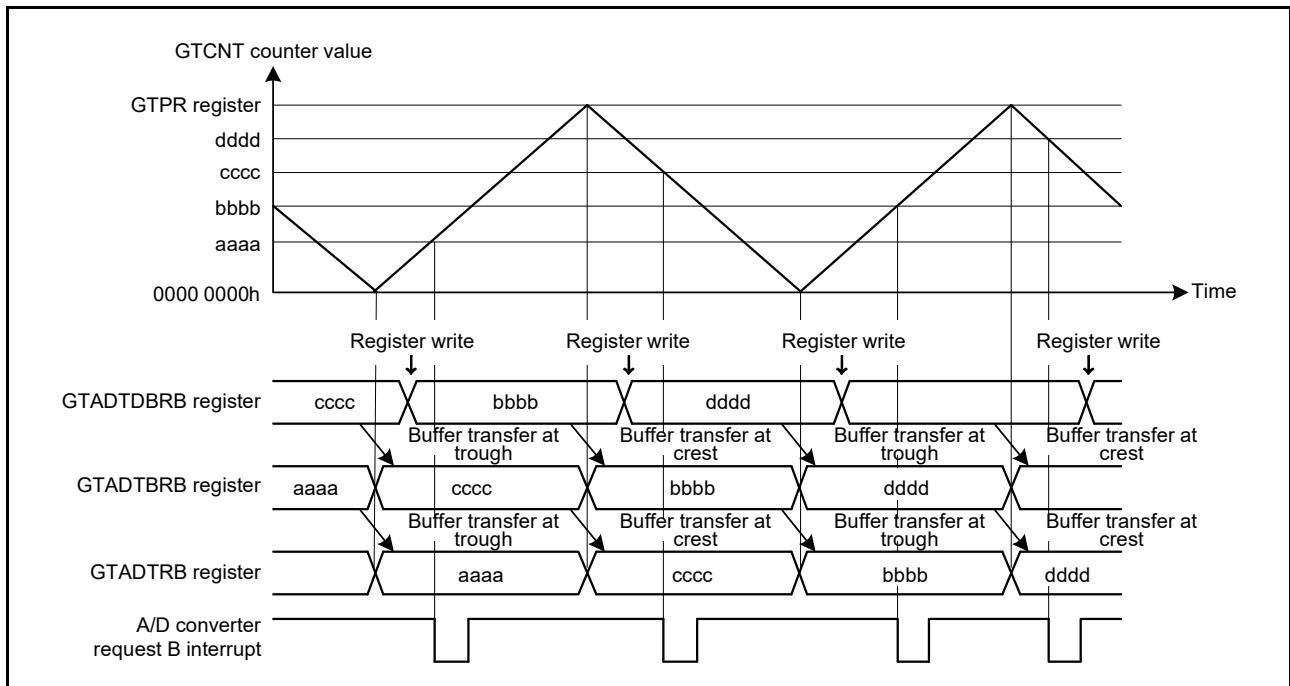 GTCNT counter value
GTPR register
dddd
cccc
bbbb
aaaa
0000 0000h
Time
Register write
Register write
Register write
Register write
GTADTDBRB register
cccc
bbbb
dddd
Buffer transfer at
trough
Buffer transfer at
crest
Buffer transfer at
trough
Buffer transfer at
crest
GTADTBRB register
aaaa
cccc
bbbb
dddd
Buffer transfer at
trough
Buffer transfer at
crest
Buffer transfer at
trough
Buffer transfer at
crest
GTADTRB register
aaaa
cccc
bbbb
dddd
A/D converter
request B interrupt